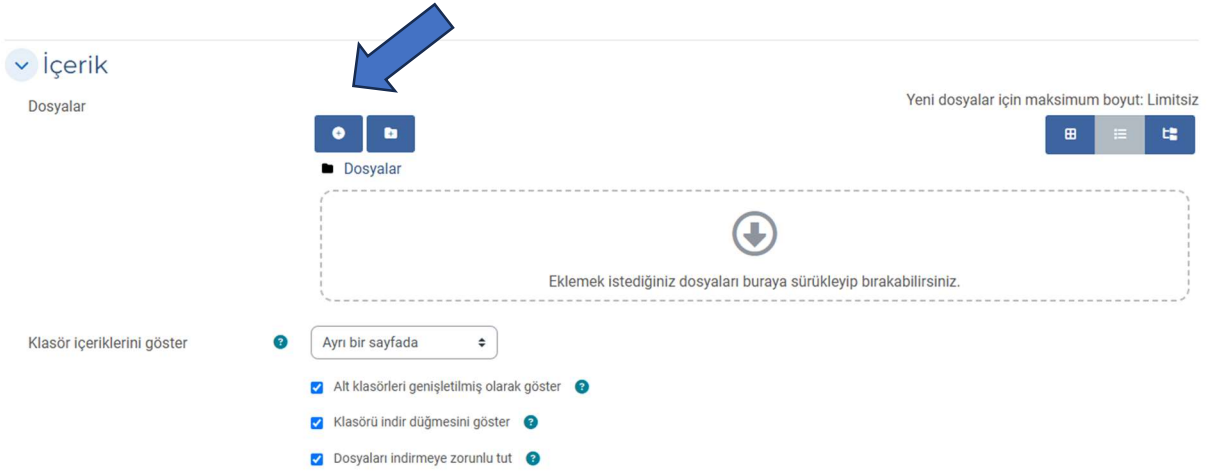 İçerik
Dosyalar
Yeni dosyalar için maksimum boyut: Limitsiz
Dosyalar
Eklemek istediğiniz dosyaları buraya sürükleyip bırakabilirsiniz.
Klasör içeriklerini göster
Ayrı bir sayfada
Alt klasörleri genişletilmiş olarak göster
Klasörü indir düğmesini göster
Dosyaları indirmeye zorunlu tut